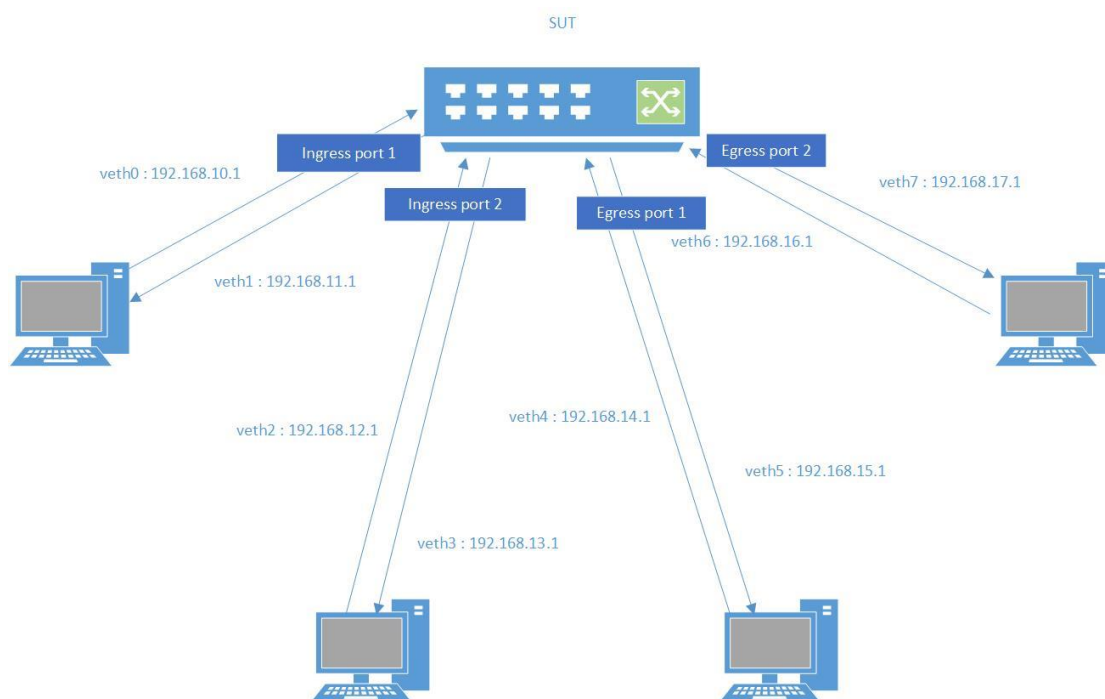 SUT
Ingress port 1
Egress port 2
veth0 : 192.168.10.1
veth7 : 192.168.17.1
Ingress port 2
Egress port 1
veth6 : 192.168.16.1
veth1 : 192.168.11.1
veth4 : 192.168.14.1
veth2 : 192.168.12.1
veth5 : 192.168.15.1
veth3 : 192.168.13.1